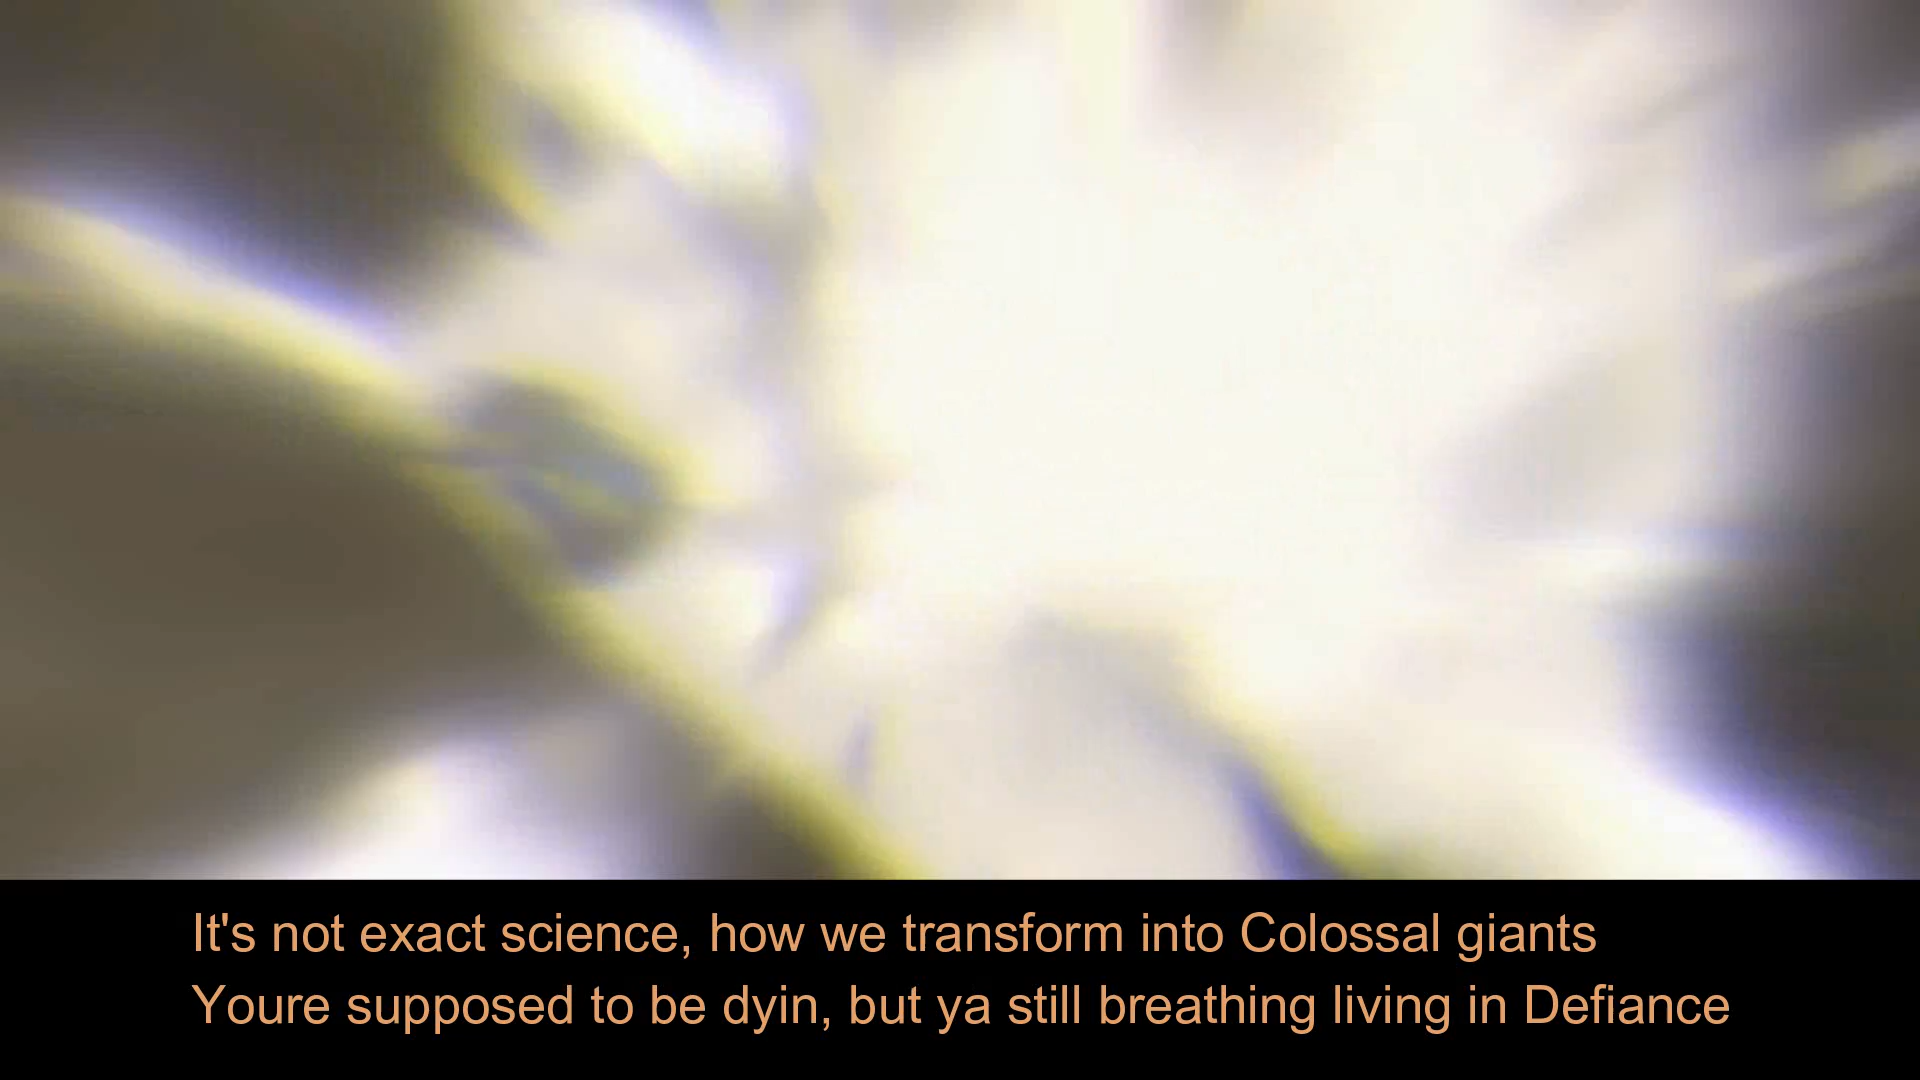 It's not exact science, how we transform into Colossal giants
Youre supposed to be dyin, but ya still breathing living in Defiance